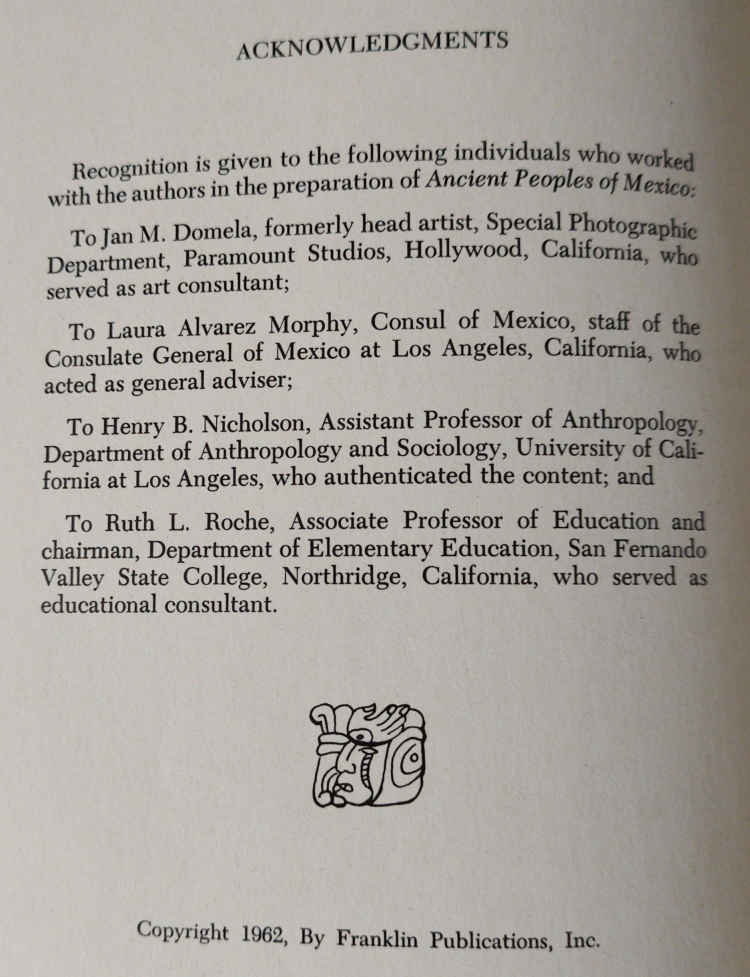 ACKNOWLEDGMENTS
Recognition is given to the following individuals who worked
with the authors in the preparation of Ancient Peoples of Mexico:
To Jan M. Domela, formerly head artist, Special Photographic
Department, Paramount Studios, Hollywood, California, who
served as art consultant;
To Laura Alvarez Morphy, Consul of Mexico, staff of the
Consulate General of Mexico at Los Angeles, California, who
acted as general adviser;
To Henry B. Nicholson, Assistant Professor of Anthropology,
Department of Anthropology and Sociology, University of Cali-
fornia at Los Angeles, who authenticated the content; and
To Ruth L. Roche, Associate Professor of Education and
chairman, Department of Elementary Education, San Fernando
Valley State College, Northridge, California, who served as
educational consultant.
Copyright 1962, By Franklin Publications, Inc.